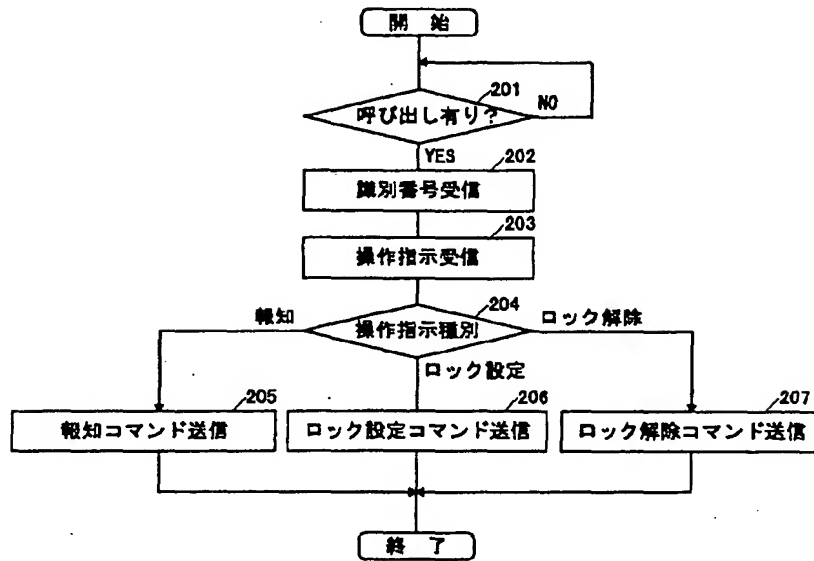 開 始
201
呼び出し有り?
NO
YES
202
識別番号受信
203
操作指示受信
204
操作指示種別
報知
ロック解除
ロック設定
205
報知コマンド送信
206
ロック設定コマンド送信
207
ロック解除コマンド送信
終 了